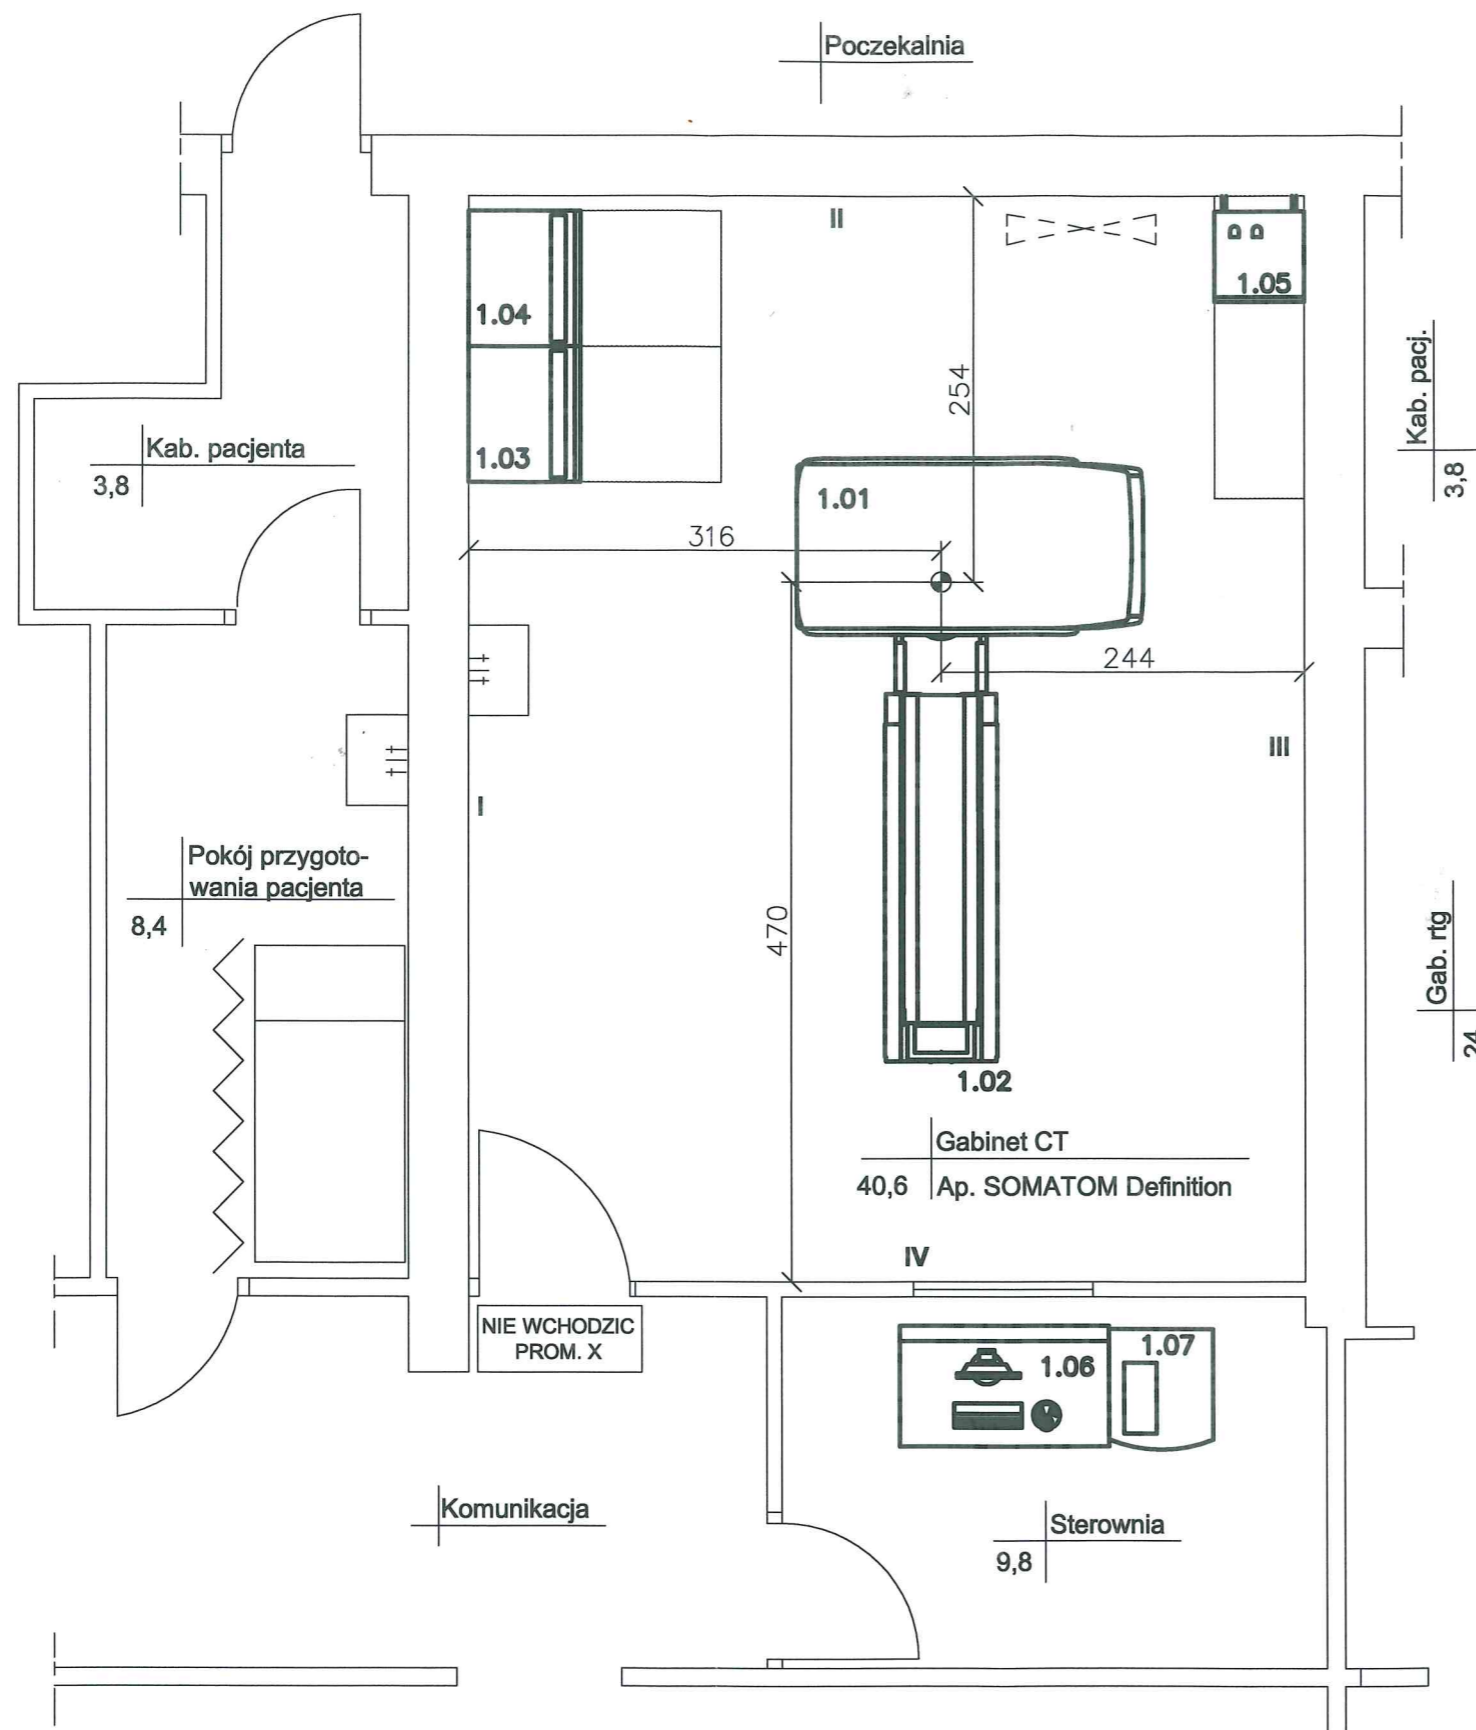 Poczekalnia
II
1.04
1.05
1.03
254
Kab. pacj.
3,8
Kab. pacjenta
3,8
1.01
316
244
III
I
Pokój przygoto-
wania pacjenta
8,4
470
Gab. rtg
24
1.02
Gabinet CT
40,6 Ap. SOMATOM Definition
IV
NIE WCHODZIC
PROM. X
1.06
1.07
Komunikacja
Sterownia
9,8